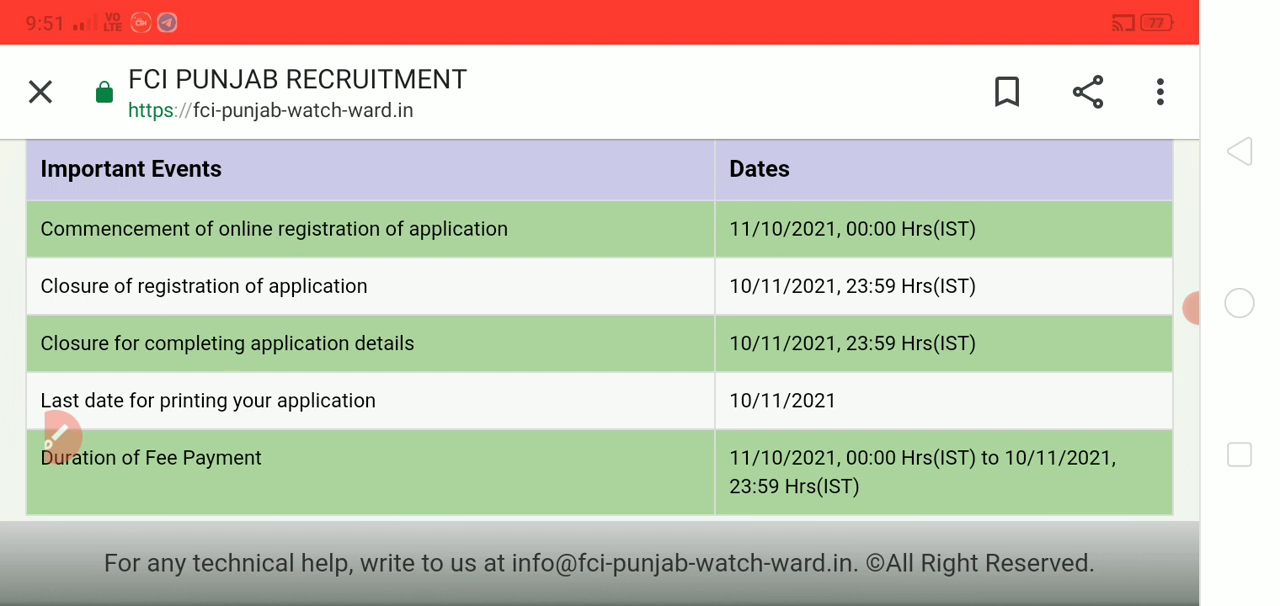 9:51 VO LTE 77
FCI PUNJAB RECRUITMENT
https://fci-punjab-watch-ward.in
Important Events Dates
Commencement of online registration of application 11/10/2021, 00:00 Hrs(IST)
Closure of registration of application 10/11/2021, 23:59 Hrs(IST)
Closure for completing application details 10/11/2021, 23:59 Hrs(IST)
Last date for printing your application 10/11/2021
Duration of Fee Payment 11/10/2021, 00:00 Hrs(IST) to 10/11/2021,
23:59 Hrs(IST)
For any technical help, write to us at info@fci-punjab-watch-ward.in. ©All Right Reserved.